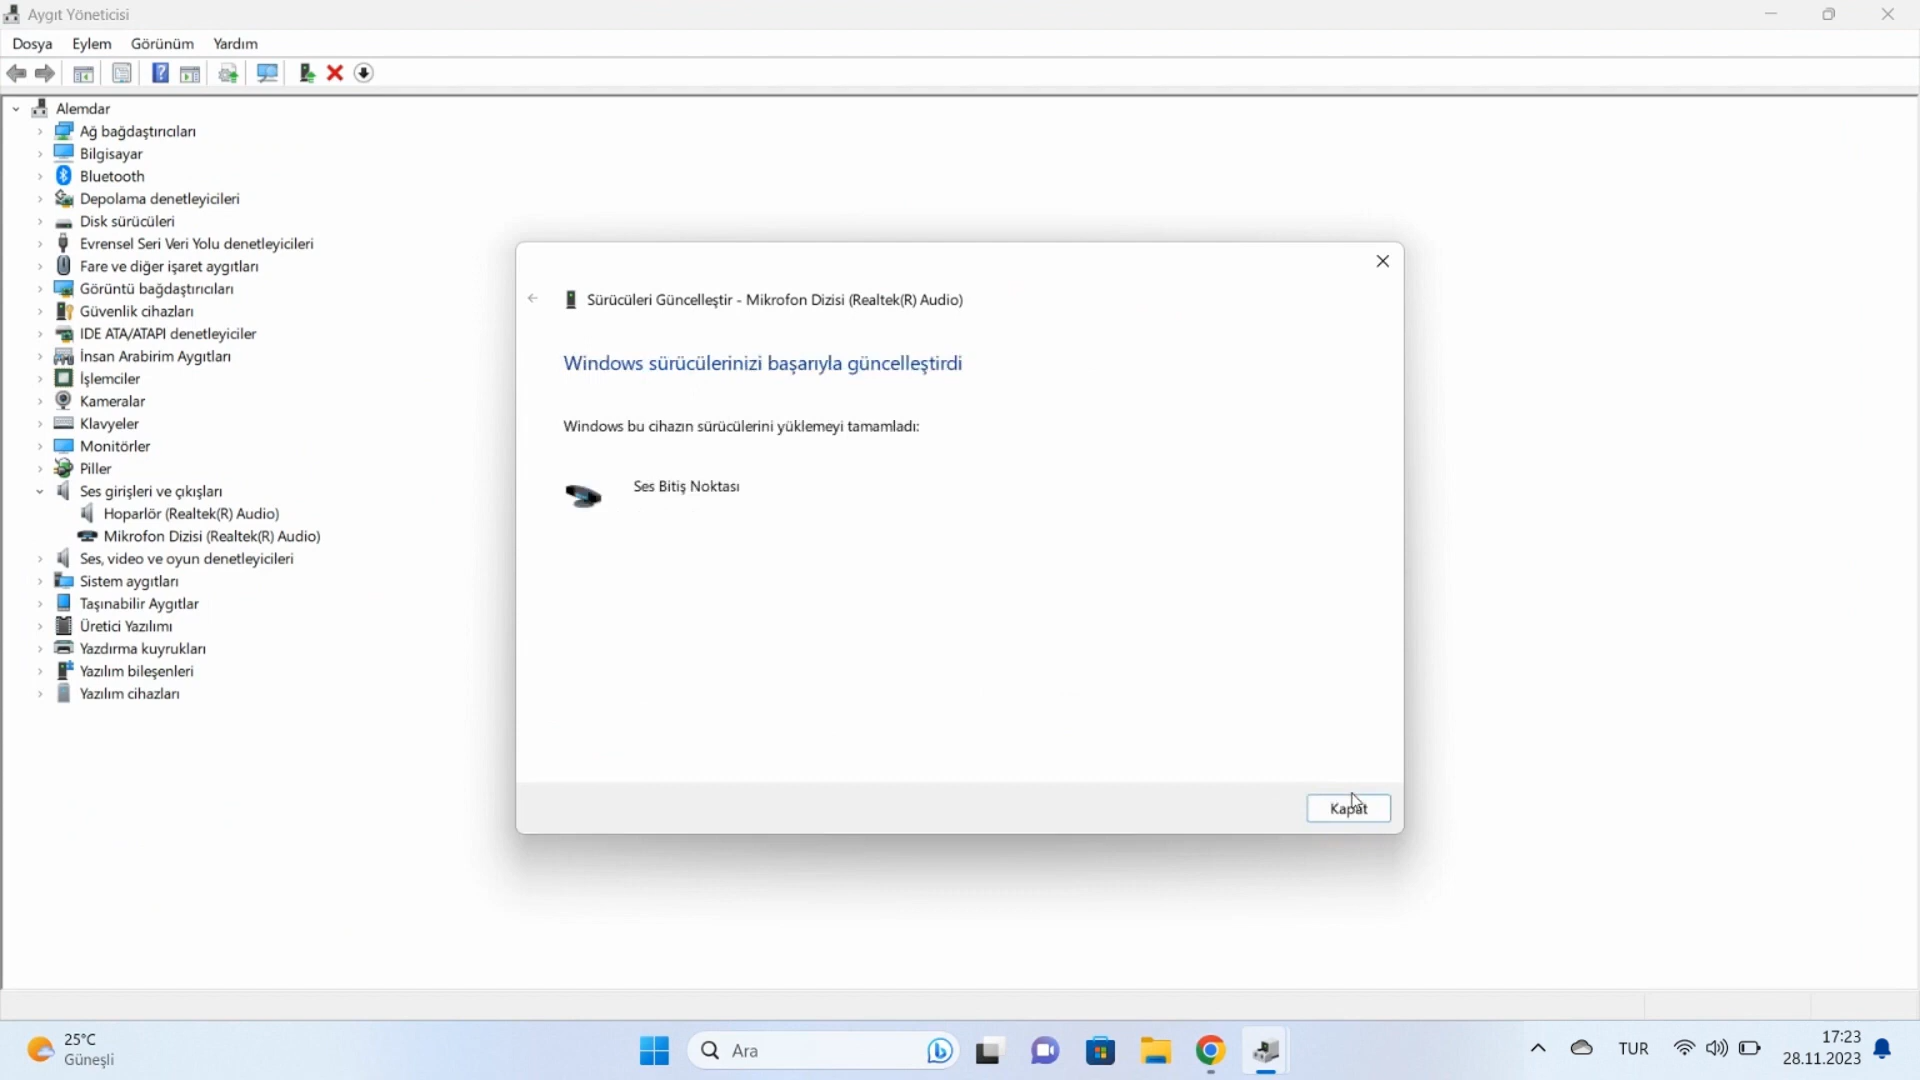 Aygıt Yöneticisi
Dosya Eylem Görünüm Yardım
Alemdar
Ağ bağdaştırıcıları
Bilgisayar
Bluetooth
Depolama denetleyicileri
Disk sürücüleri
Evrensel Seri Veri Yolu denetleyicileri
Fare ve diğer işaret aygıtları
Görüntü bağdaştırıcıları
Güvenlik cihazları
IDE ATA/ATAPI denetleyiciler
İnsan Arabirim Aygıtları
İşlemciler
Kameralar
Klavyeler
Monitörler
Piller
Ses girişleri ve çıkışları
Hoparlör (Realtek(R) Audio)
Mikrofon Dizisi (Realtek(R) Audio)
Ses, video ve oyun denetleyicileri
Sistem aygıtları
Taşınabilir Aygıtlar
Üretici Yazılımı
Yazdırma kuyrukları
Yazılım bileşenleri
Yazılım cihazları
Sürücüleri Güncelleştir - Mikrofon Dizisi (Realtek(R) Audio)
Windows sürücülerinizi başarıyla güncelleştirdi
Windows bu cihazın sürücülerini yüklemeyi tamamladı:
Ses Bitiş Noktası
Kapat
25°C
Güneşli
Ara
TUR
17:23
28.11.2023